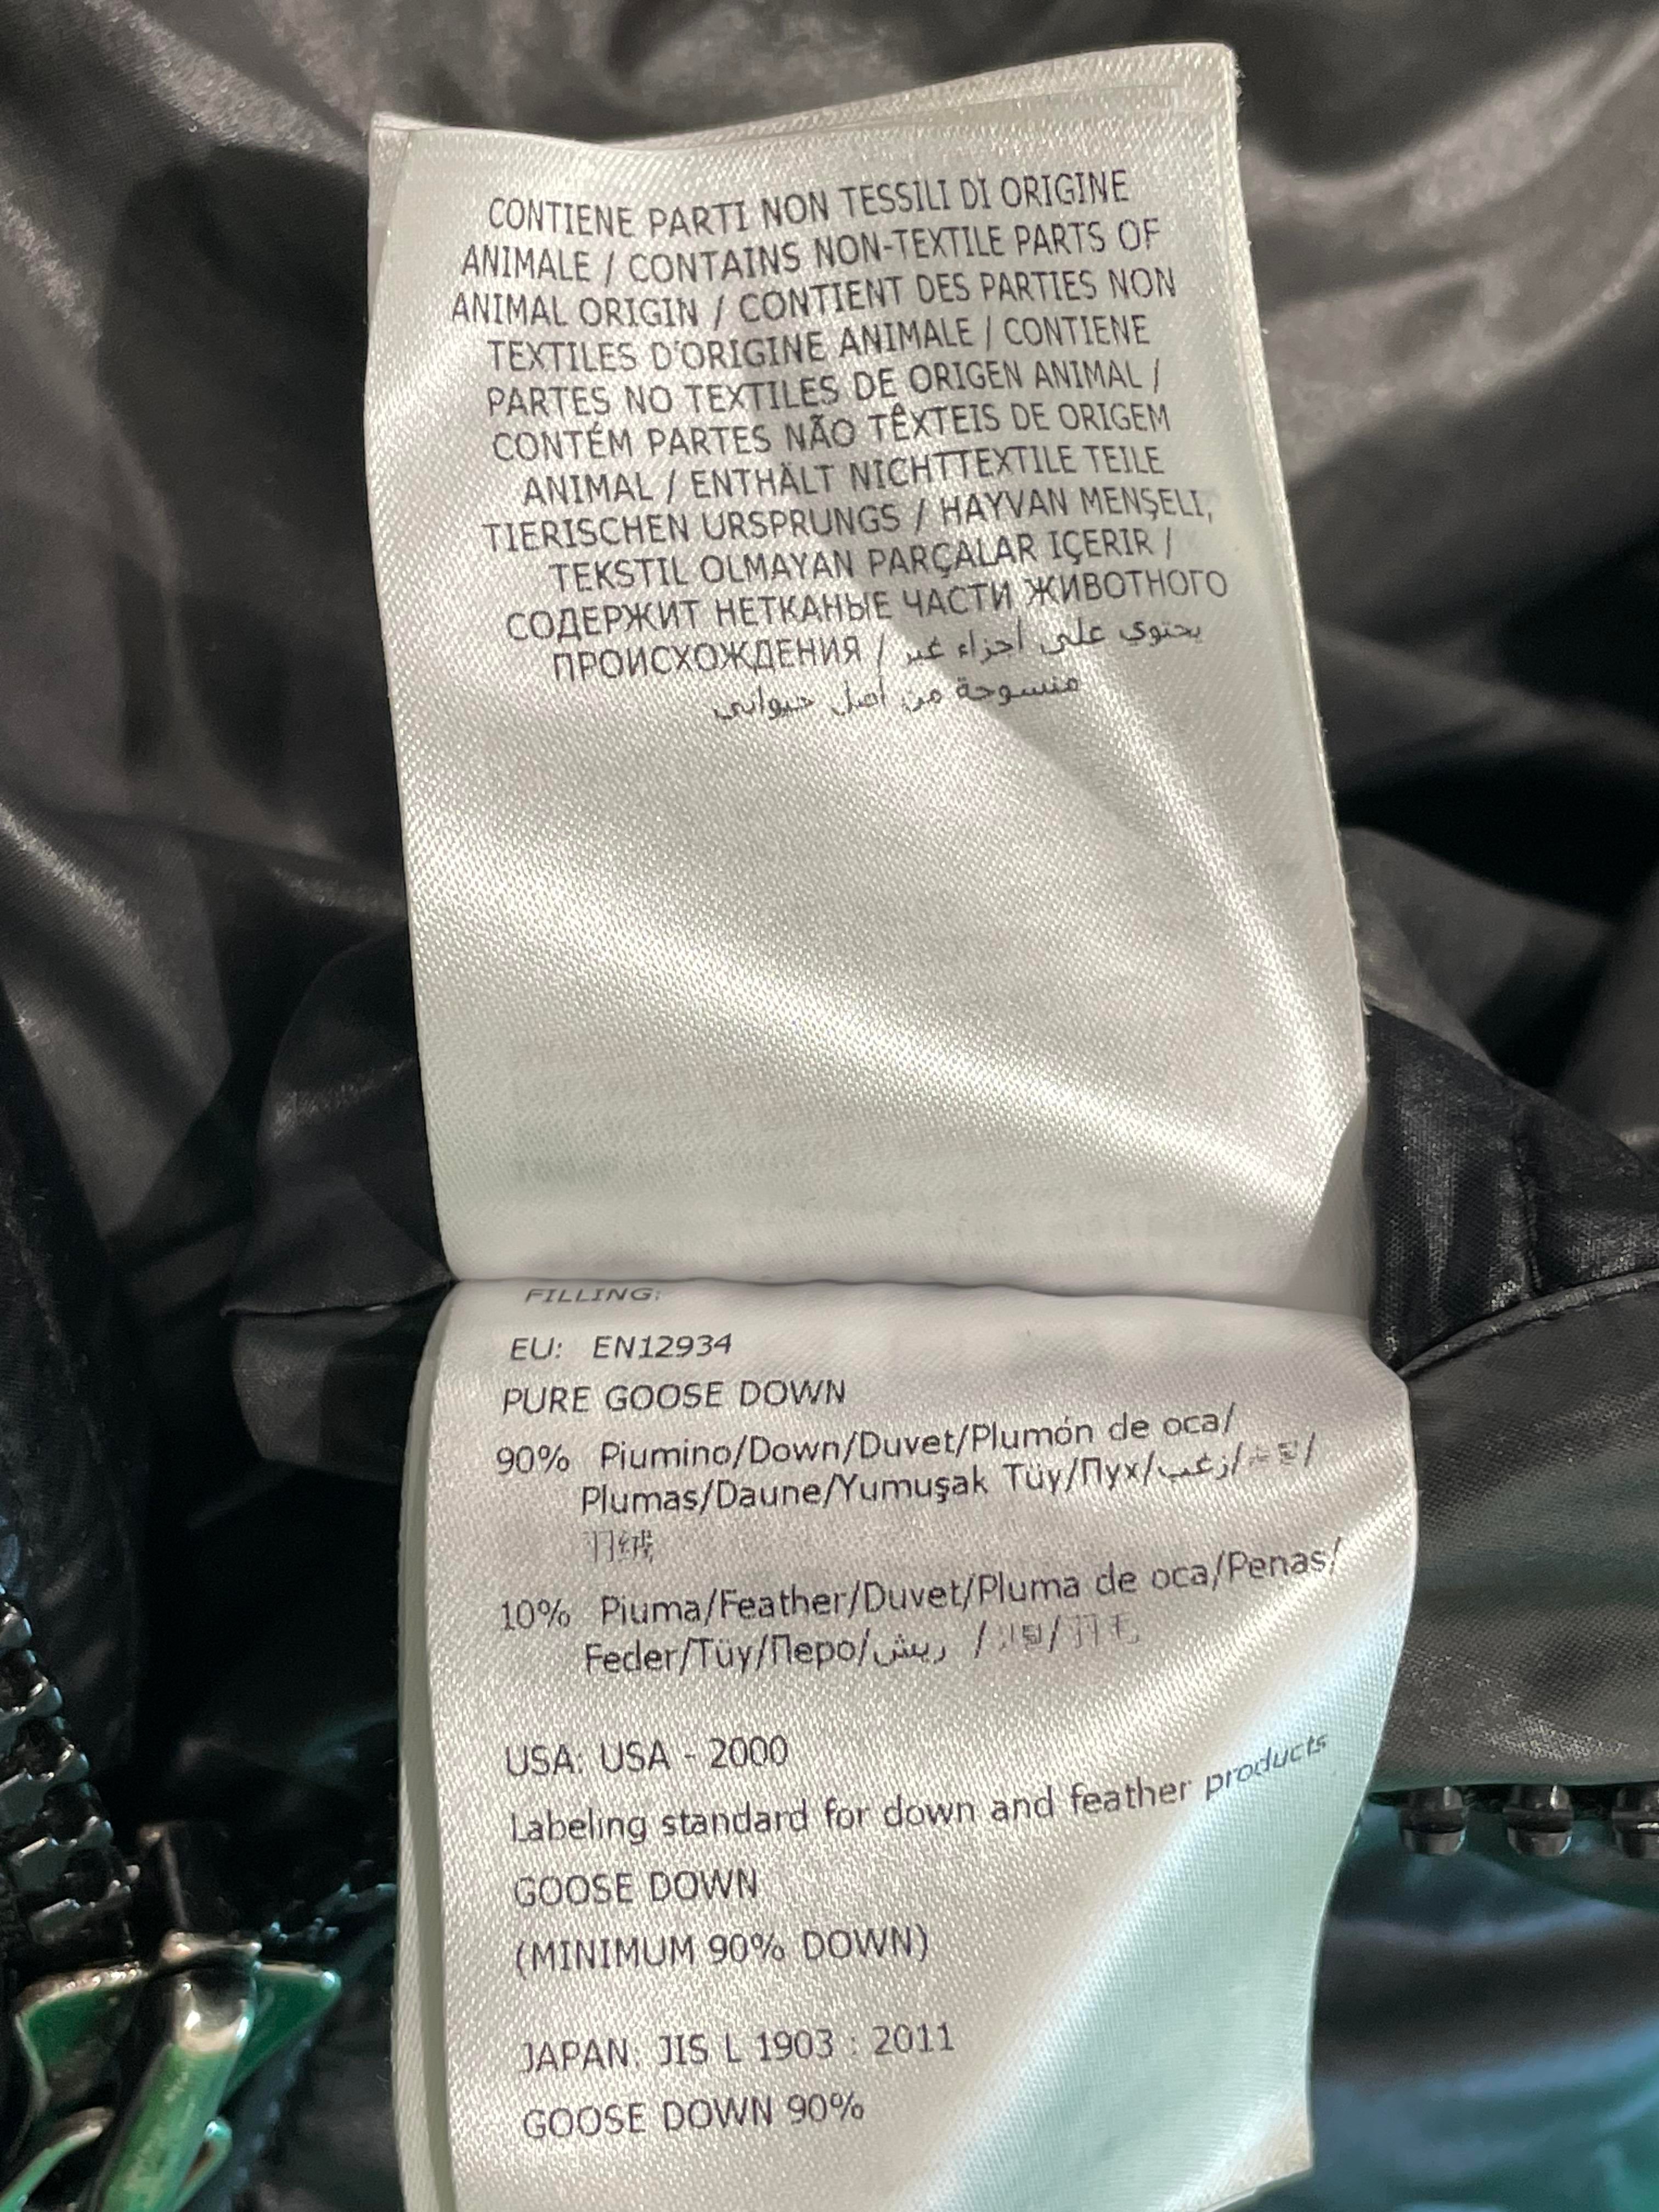 CONTIENE PARTI NON TESSILI DI ORIGINE
ANIMALE / CONTAINS NON-TEXTILE PARTS OF
ANIMAL ORIGIN / CONTIENT DES PARTIES NON
TEXTILES D'ORIGINE ANIMALE / CONTIENE
PARTES NO TEXTILES DE ORIGEN ANIMAL /
CONTÉM PARTES NÃO TÊXTEIS DE ORIGEM
ANIMAL / ENTHÄLT NICHTTEXTILE TEILE
TIERISCHEN URSPRUNGS / HAYVAN MENŞELI,
TEKSTIL OLMAYAN PARÇALAR IÇERIR /
СОДЕРЖИТ НЕТКАНЫЕ ЧАСТИ ЖИВОТНОГО
ПРОИСХОЖДЕНИЯ / يحتوي على أجزاء غير
منسوجة من أصل حيواني
FILLING:
EU: EN12934
PURE GOOSE DOWN
90% Piumino/Down/Duvet/Plumón de oca/
Plumas/Daune/Yumuşak Tüy/Пух/زغب/
羽绒
10% Piuma/Feather/Duvet/Pluma de oca/Penas/
Feder/Tüy/Перо/ريش / /羽毛
USA: USA - 2000
Labeling standard for down and feather products
GOOSE DOWN
(MINIMUM 90% DOWN)
JAPAN: JIS L 1903 : 2011
GOOSE DOWN 90%